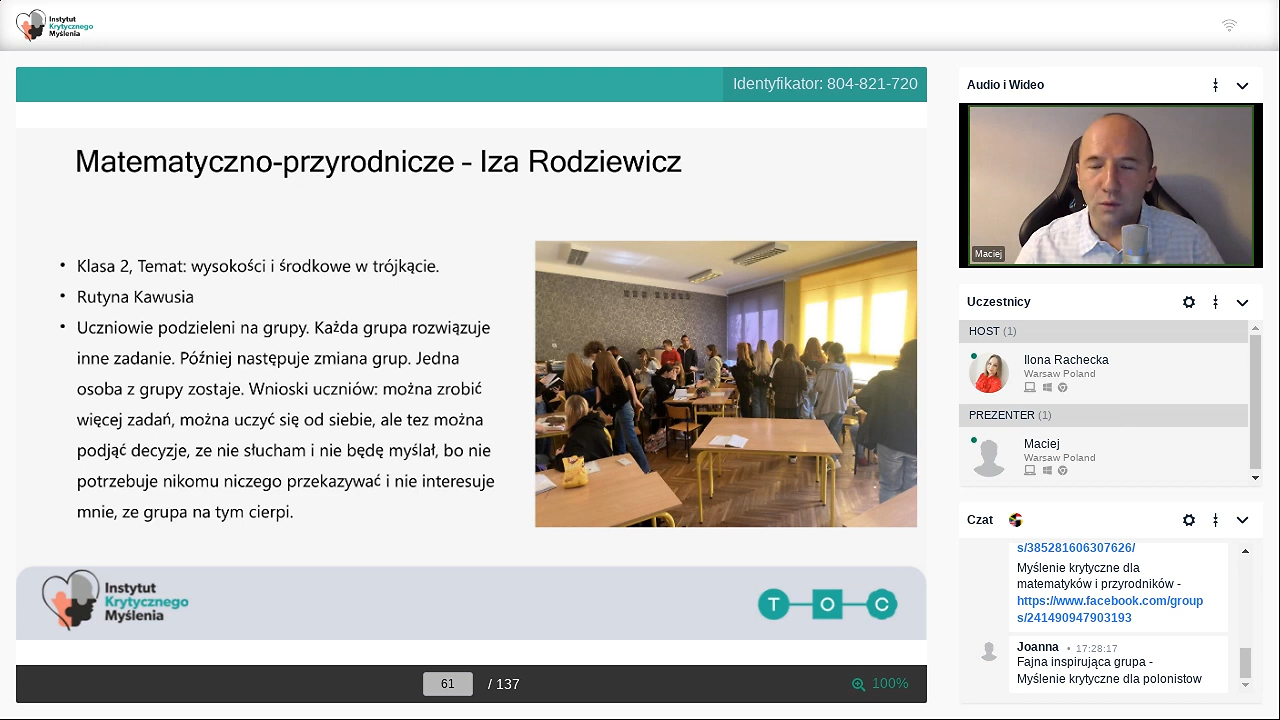 Instytut
Krytycznego
Myślenia
Identyfikator: 804-821-720
Matematyczno-przyrodnicze - Iza Rodziewicz
• Klasa 2, Temat: wysokości i środkowe w trójkącie.
• Rutyna Kawusia
• Uczniowie podzieleni na grupy. Każda grupa rozwiązuje
inne zadanie. Później następuje zmiana grup. Jedna
osoba z grupy zostaje. Wnioski uczniów: można zrobić
więcej zadań, można uczyć się od siebie, ale tez można
podjąć decyzje, ze nie słucham i nie będę myślał, bo nie
potrzebuje nikomu niczego przekazywać i nie interesuje
mnie, ze grupa na tym cierpi.
Instytut
Krytycznego
Myślenia
T O C
61 / 137
100%
Audio i Wideo
Maciej
Uczestnicy
HOST (1)
Ilona Rachecka
Warsaw Poland
PREZENTER (1)
Maciej
Warsaw Poland
Czat
s/385281606307626/
Myślenie krytyczne dla
matematyków i przyrodników -
https://www.facebook.com/group
s/241490947903193
Joanna • 17:28:17
Fajna inspirująca grupa -
Myślenie krytyczne dla polonistow